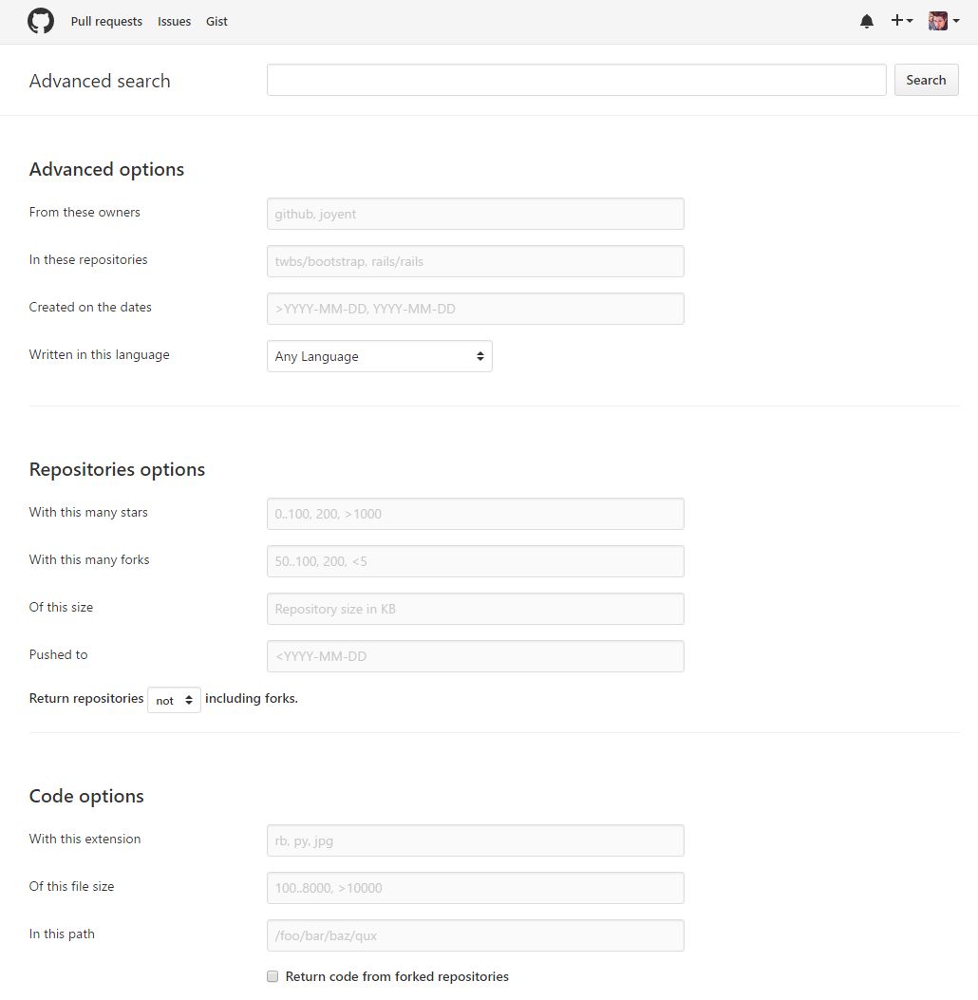 Pull requests Issues Gist
Advanced search Search
Advanced options
From these owners github, joyent
In these repositories twbs/bootstrap, rails/rails
Created on the dates >YYYY-MM-DD, YYYY-MM-DD
Written in this language Any Language
Repositories options
With this many stars 0..100, 200, >1000
With this many forks 50..100, 200, <5
Of this size Repository size in KB
Pushed to <YYYY-MM-DD
Return repositories not including forks.
Code options
With this extension rb, py, jpg
Of this file size 100..8000, >10000
In this path /foo/bar/baz/qux
Return code from forked repositories